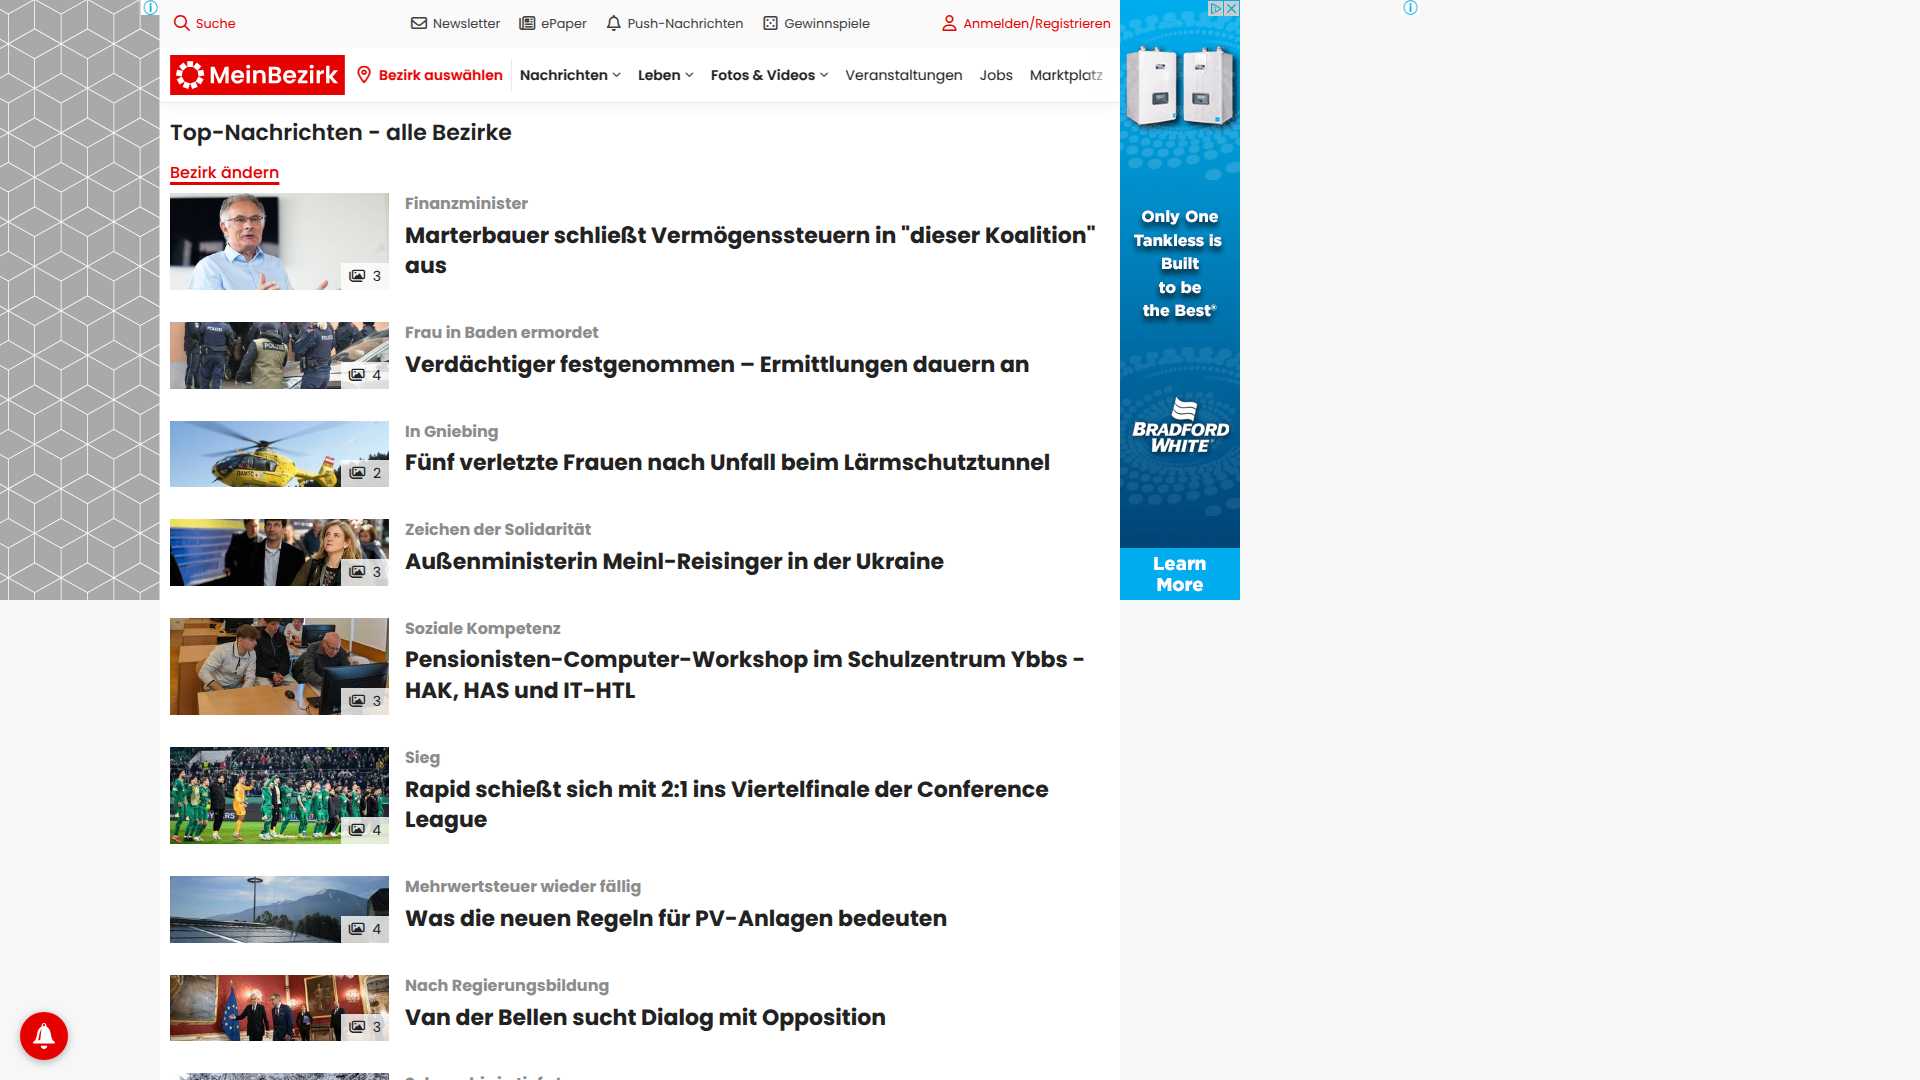 Suche
Newsletter
ePaper
Push-Nachrichten
Gewinnspiele
Anmelden/Registrieren
MeinBezirk
Bezirk auswählen
Nachrichten
Leben
Fotos & Videos
Veranstaltungen
Jobs
Marktplatz
Top-Nachrichten - alle Bezirke
Bezirk ändern
Finanzminister
Marterbauer schließt Vermögenssteuern in "dieser Koalition"
aus
3
Frau in Baden ermordet
Verdächtiger festgenommen – Ermittlungen dauern an
4
In Gniebing
Fünf verletzte Frauen nach Unfall beim Lärmschutztunnel
2
Zeichen der Solidarität
Außenministerin Meinl-Reisinger in der Ukraine
3
Soziale Kompetenz
Pensionisten-Computer-Workshop im Schulzentrum Ybbs -
HAK, HAS und IT-HTL
3
Sieg
Rapid schießt sich mit 2:1 ins Viertelfinale der Conference
League
4
Mehrwertsteuer wieder fällig
Was die neuen Regeln für PV-Anlagen bedeuten
4
Nach Regierungsbildung
Van der Bellen sucht Dialog mit Opposition
3
Only One
Tankless is
Built
to be
the Best®
BRADFORD
WHITE
Learn
More